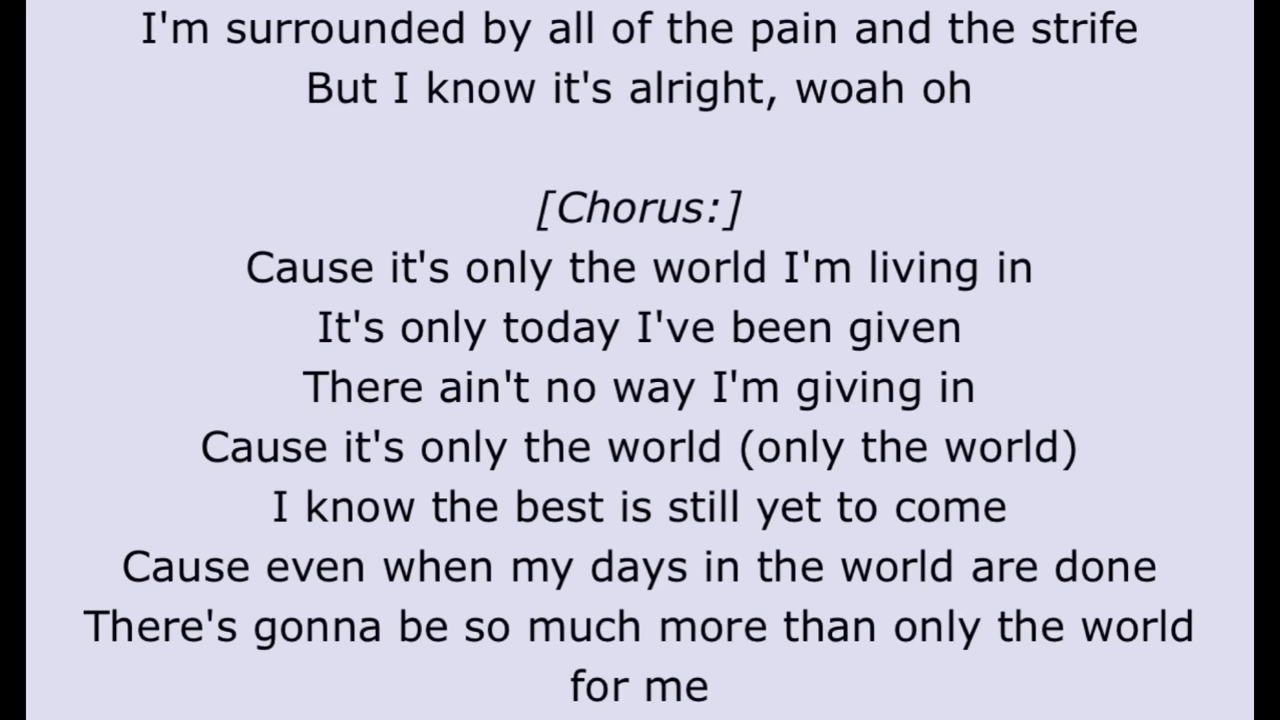 I'm surrounded by all of the pain and the strife
But I know it's alright, woah oh
[Chorus:]
Cause it's only the world I'm living in
It's only today I've been given
There ain't no way I'm giving in
Cause it's only the world (only the world)
I know the best is still yet to come
Cause even when my days in the world are done
There's gonna be so much more than only the world
for me